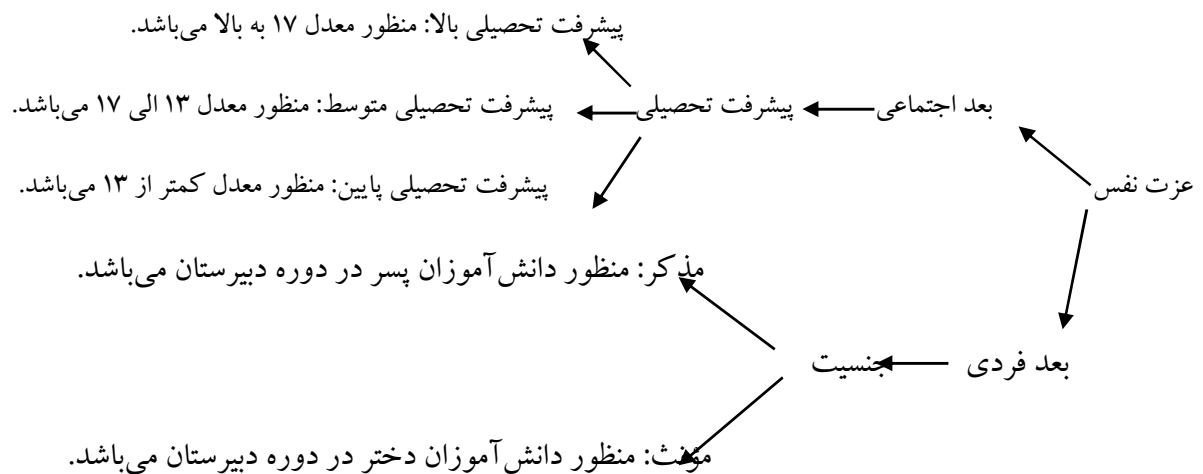 پیشرفت تحصیلی بالا: منظور معدل ۱۷ به بالا می‌باشد.
بعد اجتماعی
پیشرفت تحصیلی
پیشرفت تحصیلی متوسط: منظور معدل ۱۳ الی ۱۷ می‌باشد.
عزت نفس
پیشرفت تحصیلی پایین: منظور معدل کمتر از ۱۳ می‌باشد.
مذکر: منظور دانش‌آموزان پسر در دوره دبیرستان می‌باشد.
بعد فردی
جنسیت
مؤنث: منظور دانش‌آموزان دختر در دوره دبیرستان می‌باشد.